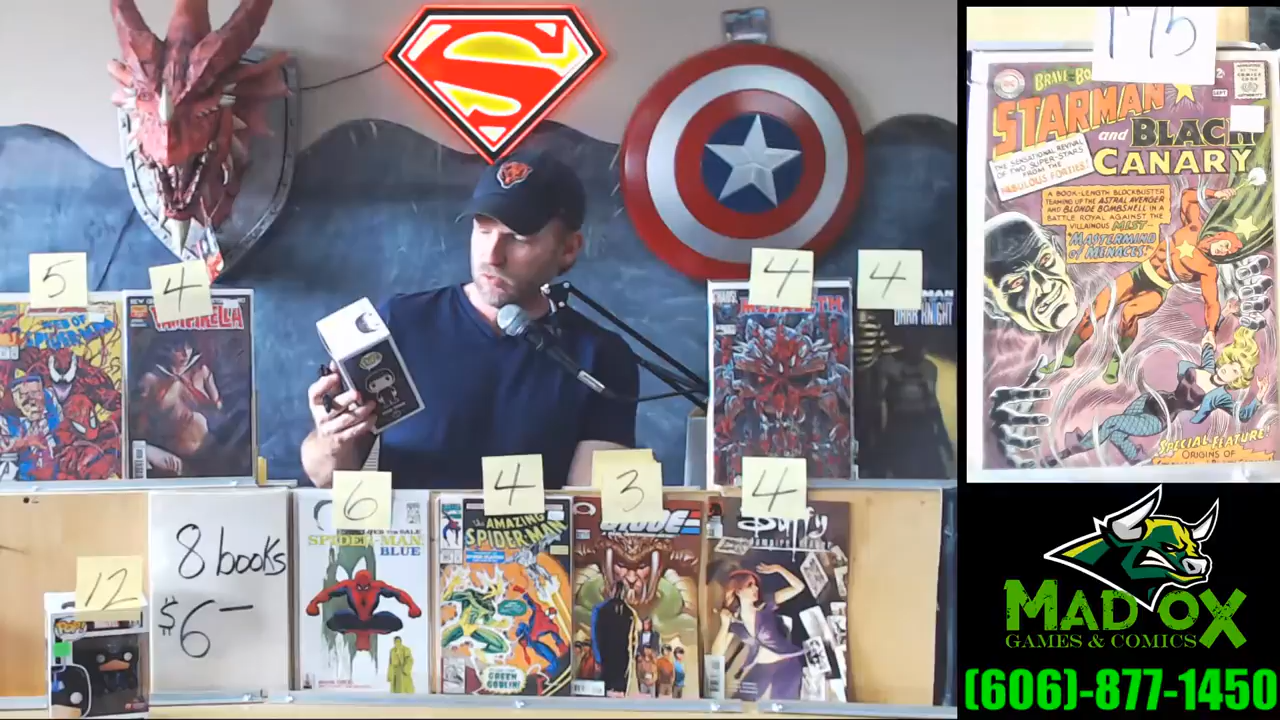 175
BRAVE
STARMAN
and BLACK
CANARY
THE SENSATIONAL REVIVAL
OF TWO SUPER-STARS
FROM THE
FABULOUS FORTIES!
A BOOK-LENGTH BLOCKBUSTER
TEAMING UP THE ASTRAL AVENGER
AND BLONDE BOMBSHELL IN A
BATTLE ROYAL AGAINST THE
VILLAINOUS MIST—
"MASTERMIND
OF MENACES!"
SPECIAL FEATURE!
ORIGINS OF
5
WEB OF
SPIDER-MAN
4
VAMPIRELLA
4
4
DARK KNIGHT
12
POP!
8 books
$6—
6
SPIDER-MAN
BLUE
4
the AMAZING
SPIDER-MAN
GREEN
GOBLIN!
3
G.I. JOE
4
Buffy
MAD OX
GAMES & COMICS
(606)-877-1450